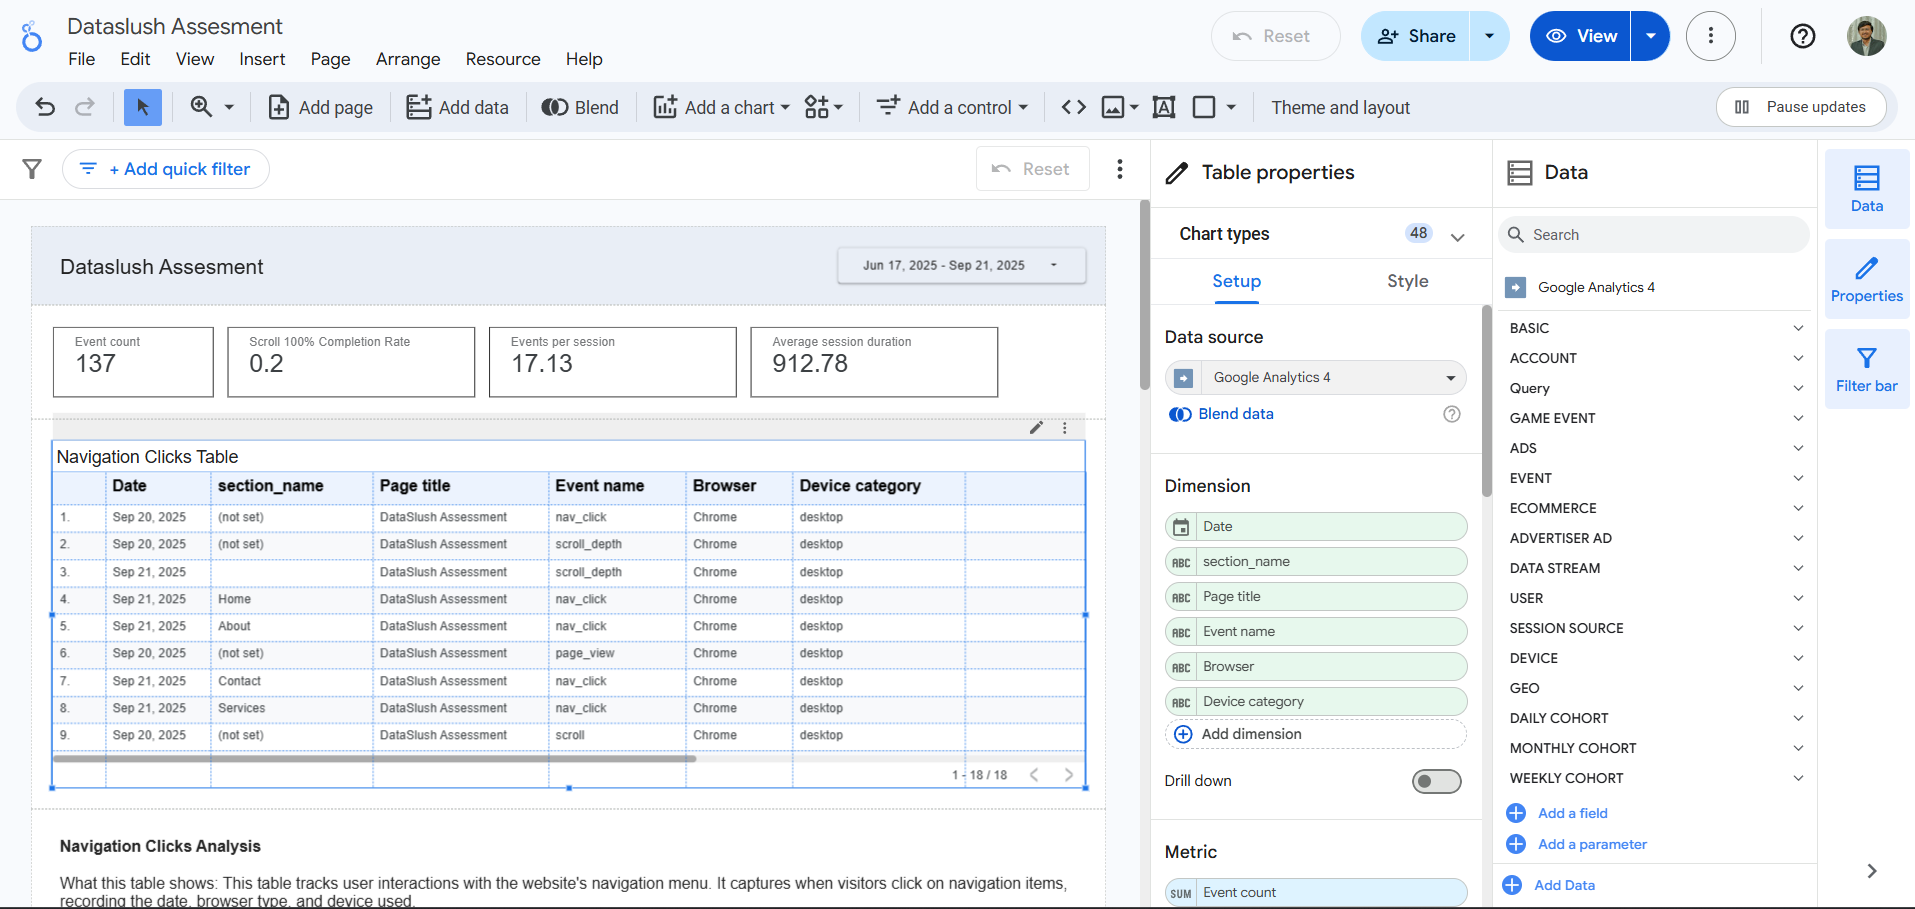 Dataslush Assesment
File Edit View Insert Page Arrange Resource Help
Reset
Share
View
Add page
Add data
Blend
Add a chart
Add a control
Theme and layout
Pause updates
+ Add quick filter
Reset
Dataslush Assesment
Jun 17, 2025 - Sep 21, 2025
Event count
137
Scroll 100% Completion Rate
0.2
Events per session
17.13
Average session duration
912.78
Navigation Clicks Table
Date section_name Page title Event name Browser Device category
1. Sep 20, 2025 (not set) DataSlush Assessment nav_click Chrome desktop
2. Sep 20, 2025 (not set) DataSlush Assessment scroll_depth Chrome desktop
3. Sep 21, 2025 DataSlush Assessment scroll_depth Chrome desktop
4. Sep 21, 2025 Home DataSlush Assessment nav_click Chrome desktop
5. Sep 21, 2025 About DataSlush Assessment nav_click Chrome desktop
6. Sep 20, 2025 (not set) DataSlush Assessment page_view Chrome desktop
7. Sep 21, 2025 Contact DataSlush Assessment nav_click Chrome desktop
8. Sep 21, 2025 Services DataSlush Assessment nav_click Chrome desktop
9. Sep 20, 2025 (not set) DataSlush Assessment scroll Chrome desktop
1 - 18 / 18
Navigation Clicks Analysis
What this table shows: This table tracks user interactions with the website's navigation menu. It captures when visitors click on navigation items,
recording the date, browser type, and device used.
Table properties
Chart types 48
Setup Style
Data source
Google Analytics 4
Blend data
Dimension
Date
ABC section_name
ABC Page title
ABC Event name
ABC Browser
ABC Device category
Add dimension
Drill down
Metric
SUM Event count
Data
Search
Google Analytics 4
BASIC
ACCOUNT
Query
GAME EVENT
ADS
EVENT
ECOMMERCE
ADVERTISER AD
DATA STREAM
USER
SESSION SOURCE
DEVICE
GEO
DAILY COHORT
MONTHLY COHORT
WEEKLY COHORT
Add a field
Add a parameter
Add Data
Data
Properties
Filter bar